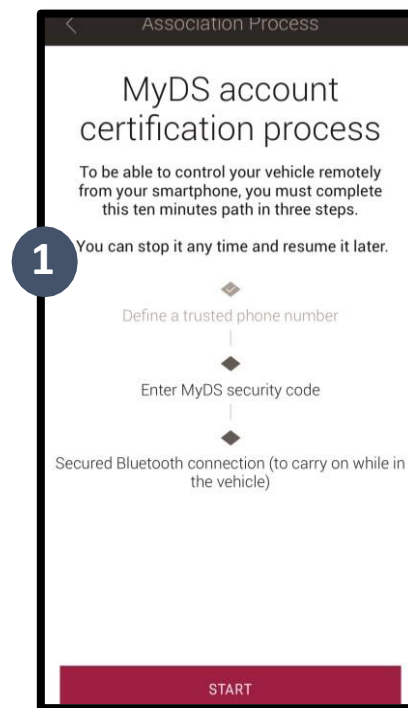 Association Process
MyDS account
certification process
To be able to control your vehicle remotely
from your smartphone, you must complete
this ten minutes path in three steps.
You can stop it any time and resume it later.
1
Define a trusted phone number
Enter MyDS security code
Secured Bluetooth connection (to carry on while in
the vehicle)
START